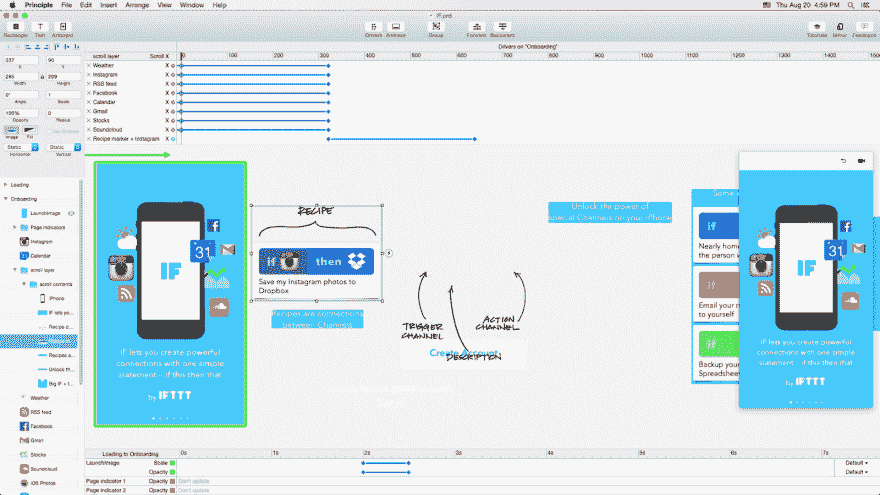 Principle File Edit Insert Arrange View Window Help
Thu Aug 20 4:59 PM
IF.prd
Rectangle Text Artboard
Drivers Animate
Group
Forward Backward
Tutorials Mirror Feedback
Drivers on "Onboarding"
337
X
Y
285 209
Width Height
0° 1
Angle Scale
100% 0
Opacity Radius
Image Fill
Static Static
Horizontal Vertical
scroll layer Scroll X
0 100 200 300 400 500 600 700 800 900 1000 1100 1200 1300 1400 1500
Weather X
Instagram X
RSS feed X
Facebook X
Calendar X
Gmail X
Stocks X
Soundcloud X
Recipe marker + Instagram X
Loading
Onboarding
LaunchImage
Page indicators
Instagram
Calendar
scroll layer
scroll contents
iPhone
IF lets yo...
Recipe d...
Recipes a...
Unlock th...
Big IF + t...
Weather
RSS feed
Facebook
Gmail
Stocks
Soundcloud
iOS Photos
31
IF
IF lets you create powerful
connections with one simple
statement – if this then that
by IFTTT
RECIPE
if then
Save my Instagram photos to
Dropbox
Recipes are connections
between Channels
TRIGGER
CHANNEL
ACTION
CHANNEL
Create Account
DESCRIPTION
Unlock the power of
special Channels on your iPhone
Some
if
Nearly home
the person w
if
Email your n
to yourself
if
Backup your
Spreadsheet
31
IF
IF lets you create powerful
connections with one simple
statement – if this then that
by IFTTT
Loading to Onboarding
0s 1s 2s 3s 4s 5s 6s 7s
LaunchImage Scale
Default
Opacity
Default
Page indicator 1 Opacity Don't update
Page indicator 2 Opacity Don't update